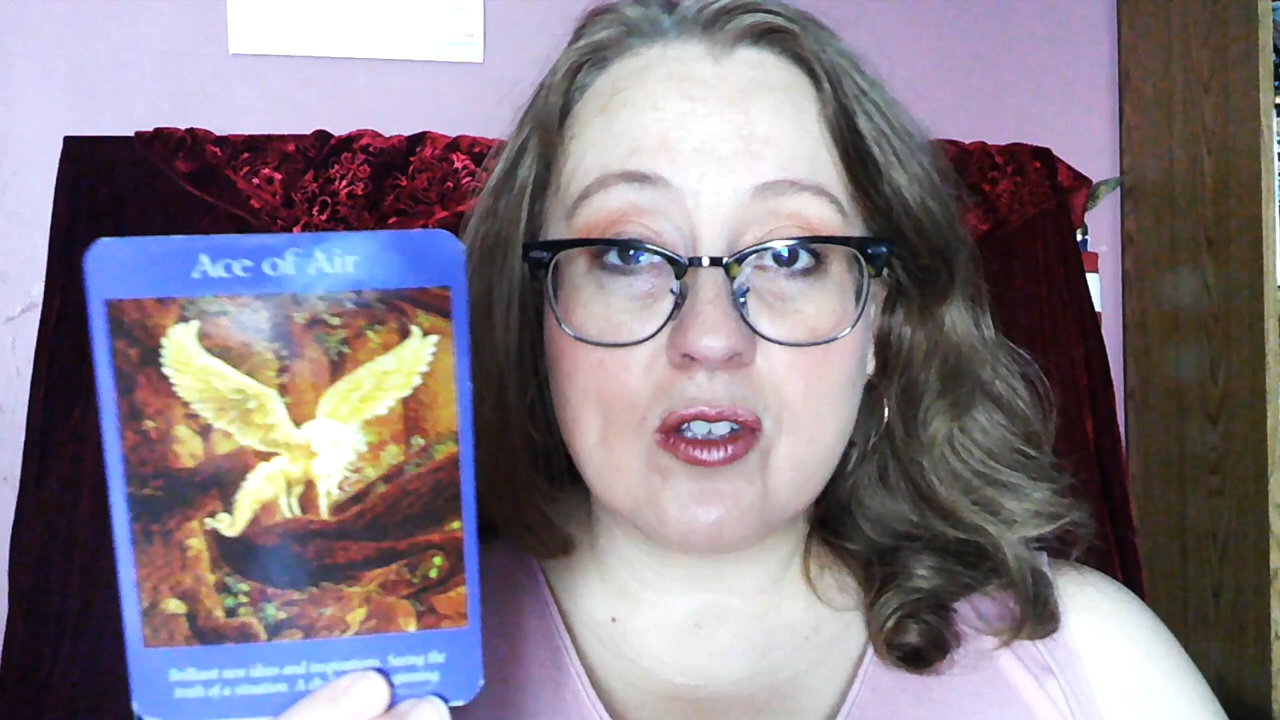 Ace of Air
Brilliant new ideas and inspirations. Seeing the
truth of a situation. A